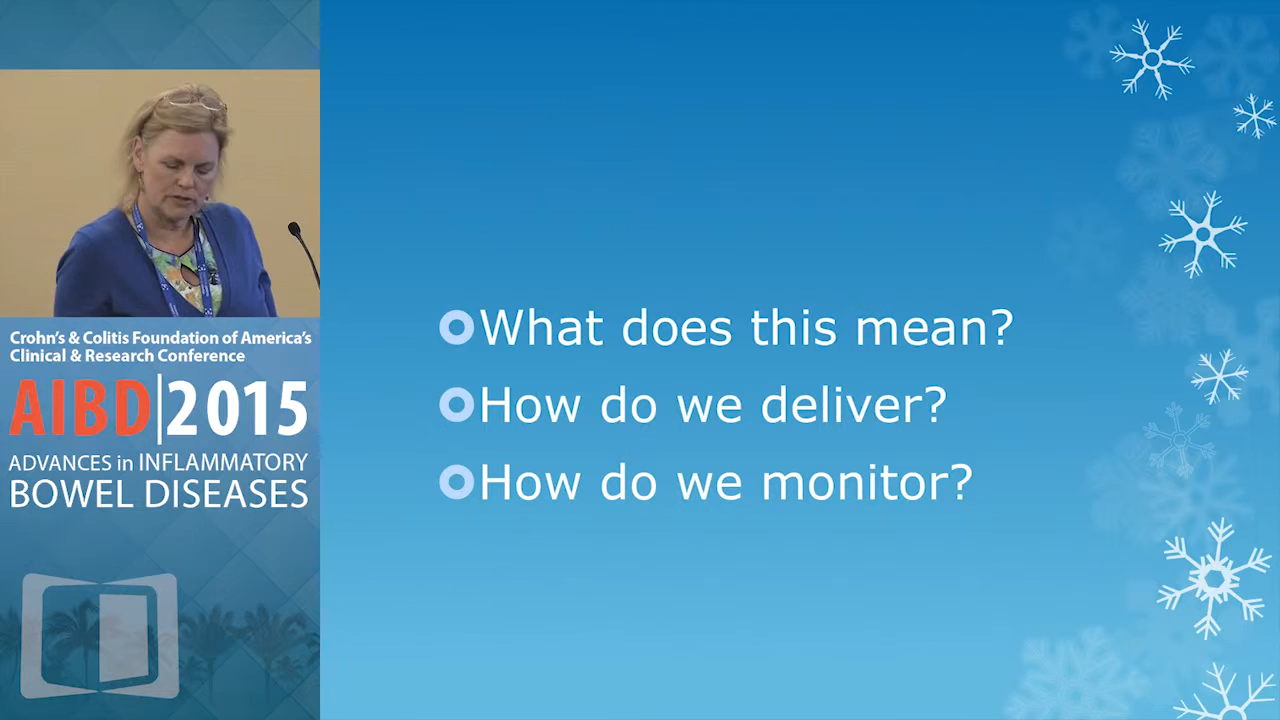 Crohn's & Colitis Foundation of America's
Clinical & Research Conference
AIBD|2015
ADVANCES in INFLAMMATORY
BOWEL DISEASES
What does this mean?
How do we deliver?
How do we monitor?